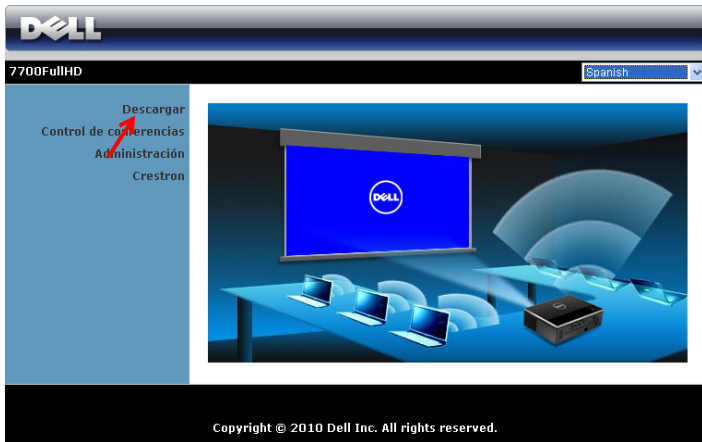 DELL
7700FullHD
Spanish
Descargar
Control de conferencias
Administración
Crestron
DELL
Copyright © 2010 Dell Inc. All rights reserved.